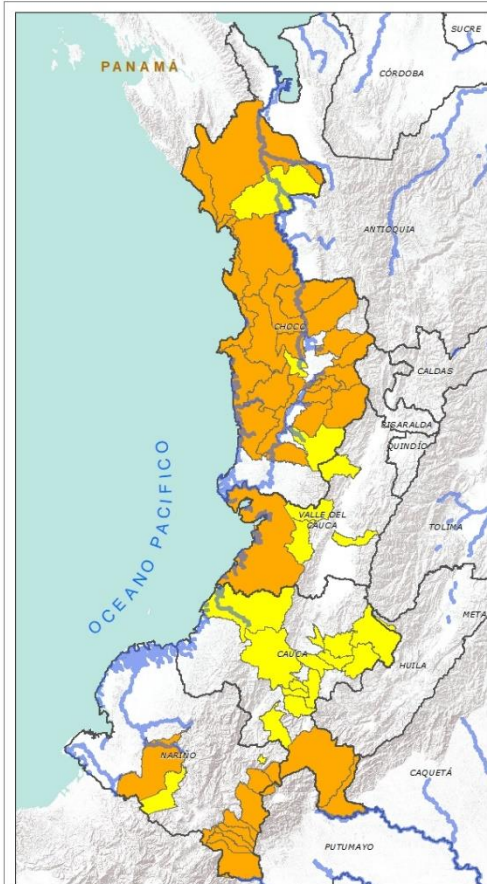 SUCRE
PANAMÁ
CÓRDOBA
ANTIOQUIA
CHOCÓ
CALDAS
RISARALDA
QUINDÍO
VALLE DEL
CAUCA
TOLIMA
OCEANO PACIFICO
META
CAUCA
HUILA
NARIÑO
CAQUETÁ
PUTUMAYO